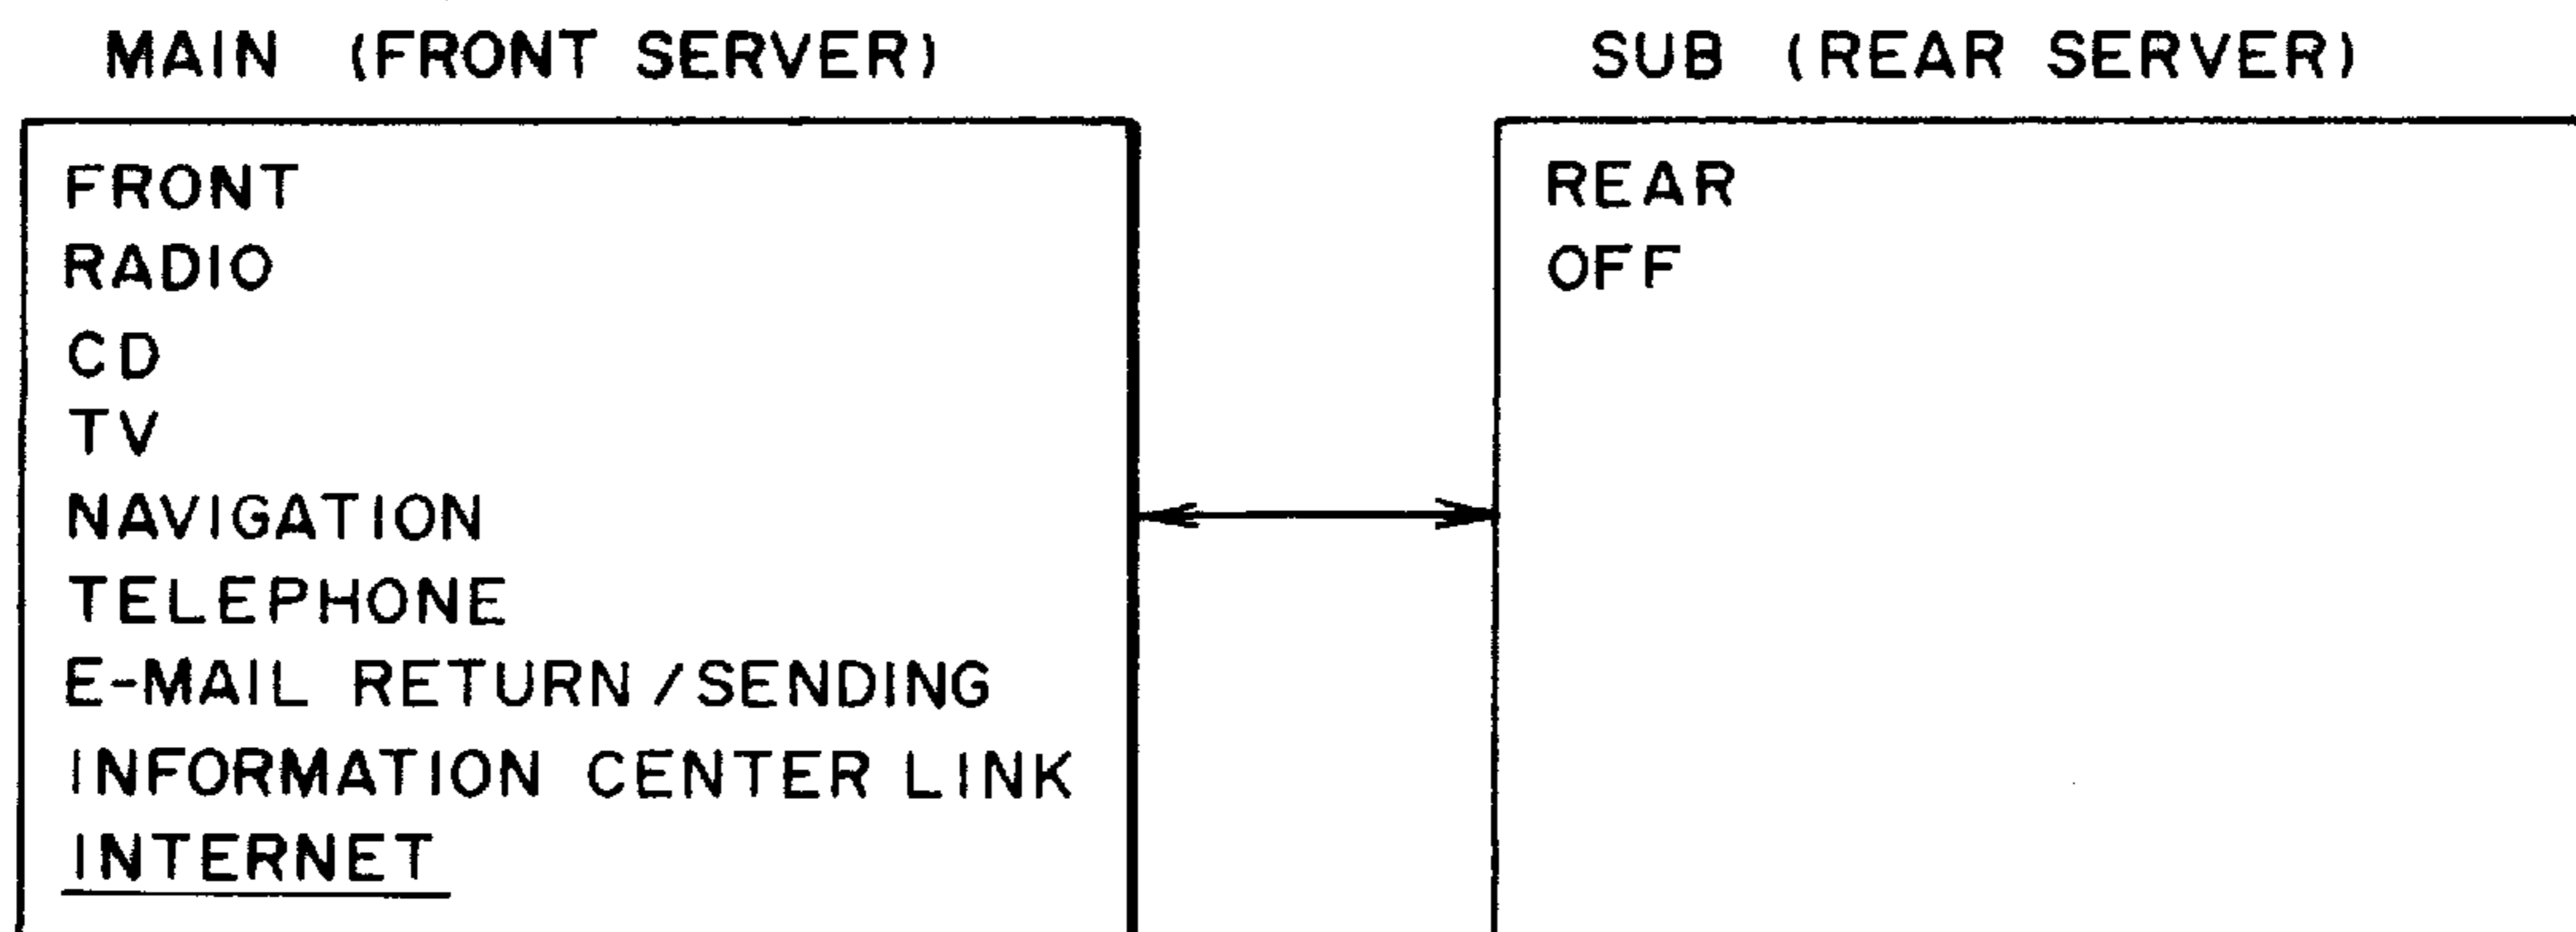 MAIN (FRONT SERVER)
FRONT
RADIO
CD
TV
NAVIGATION
TELEPHONE
E-MAIL RETURN/SENDING
INFORMATION CENTER LINK
INTERNET
SUB (REAR SERVER)
REAR
OFF